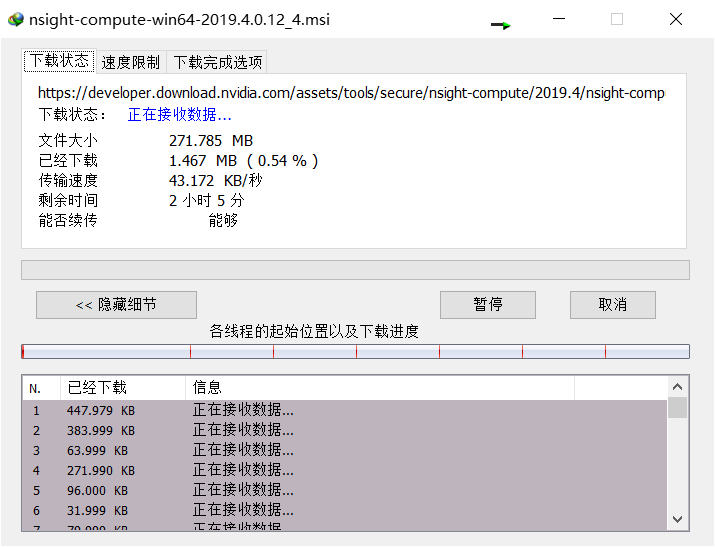 nsight-compute-win64-2019.4.0.12_4.msi
下载状态 速度限制 下载完成选项
https://developer.download.nvidia.com/assets/tools/secure/nsight-compute/2019.4/nsight-comp
下载状态： 正在接收数据...
文件大小 271.785 MB
已经下载 1.467 MB ( 0.54 % )
传输速度 43.172 KB/秒
剩余时间 2 小时 5 分
能否续传 能够
<< 隐藏细节 暂停 取消
各线程的起始位置以及下载进度
N. 已经下载 信息
1 447.979 KB 正在接收数据...
2 383.999 KB 正在接收数据...
3 63.999 KB 正在接收数据...
4 271.990 KB 正在接收数据...
5 96.000 KB 正在接收数据...
6 31.999 KB 正在接收数据...
7 79.999 KB 正在接收数据...